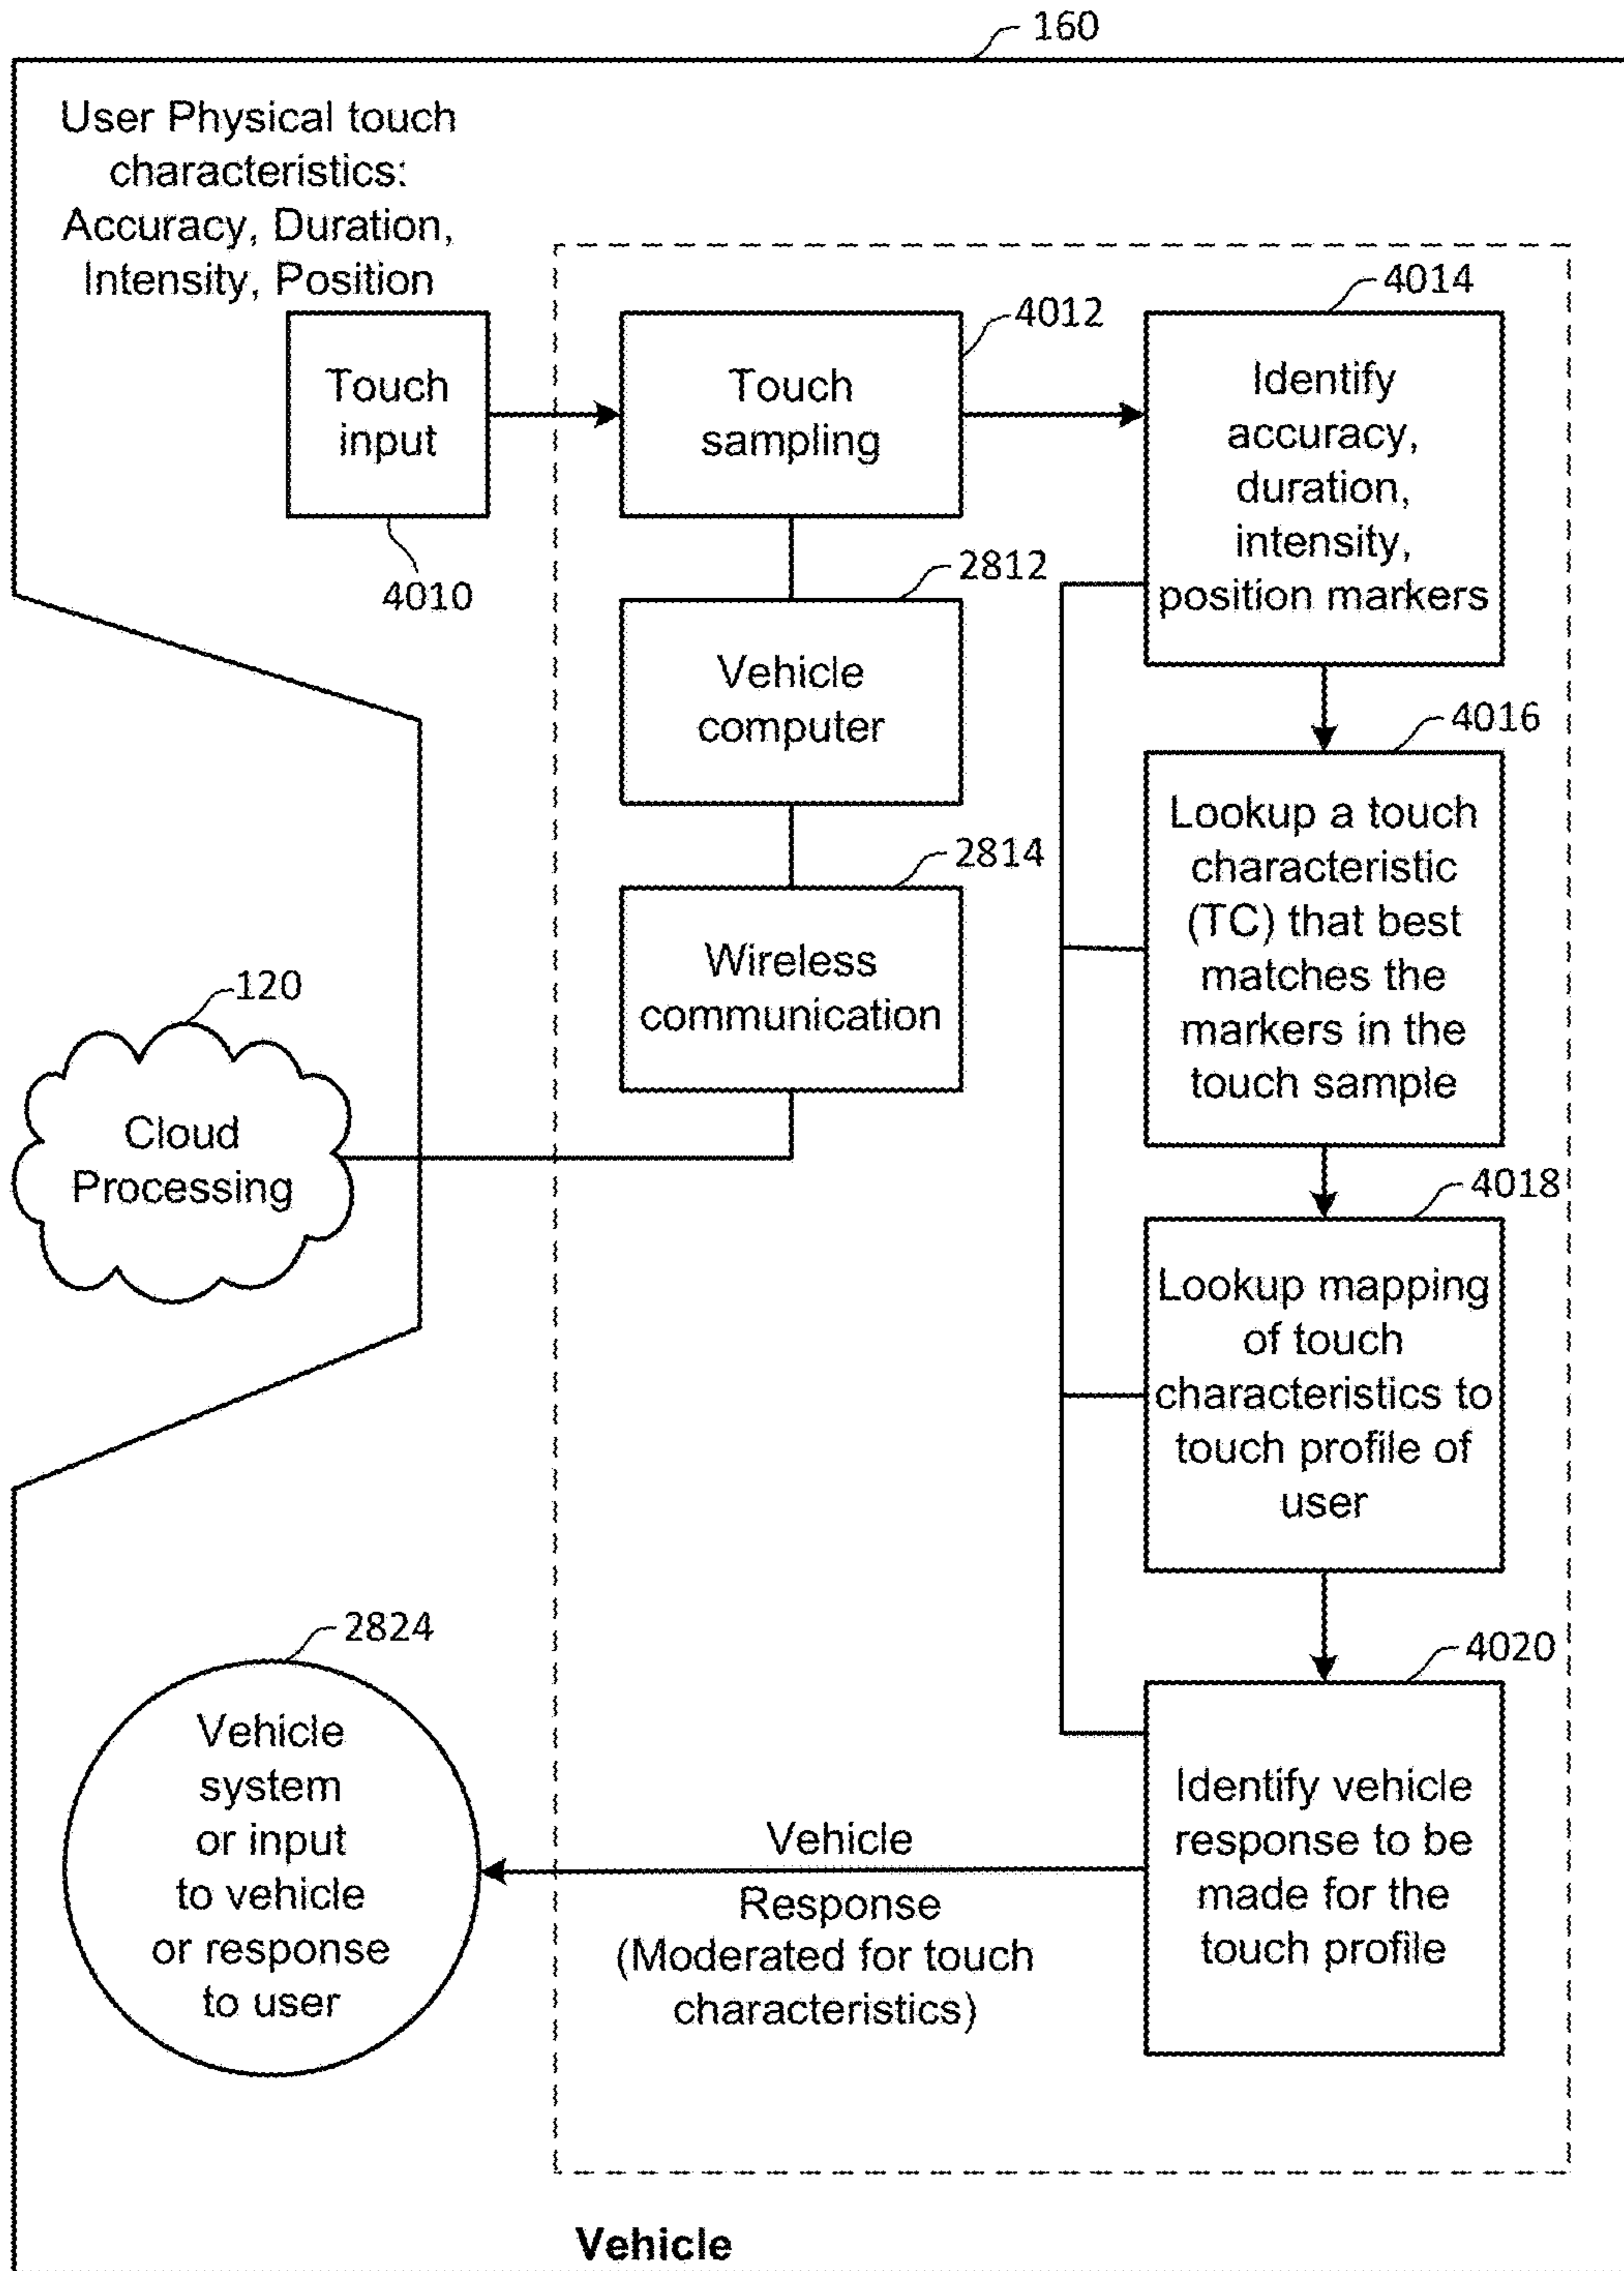 160
User Physical touch
characteristics:
Accuracy, Duration,
Intensity, Position
Touch
input
4010
Touch
sampling
4012
Identify
accuracy,
duration,
intensity,
position markers
4014
Vehicle
computer
2812
Wireless
communication
2814
Lookup a touch
characteristic
(TC) that best
matches the
markers in the
touch sample
4016
Cloud
Processing
120
Lookup mapping
of touch
characteristics to
touch profile of
user
4018
Identify vehicle
response to be
made for the
touch profile
4020
Vehicle
Response
(Moderated for touch
characteristics)
Vehicle
system
or input
to vehicle
or response
to user
2824
Vehicle